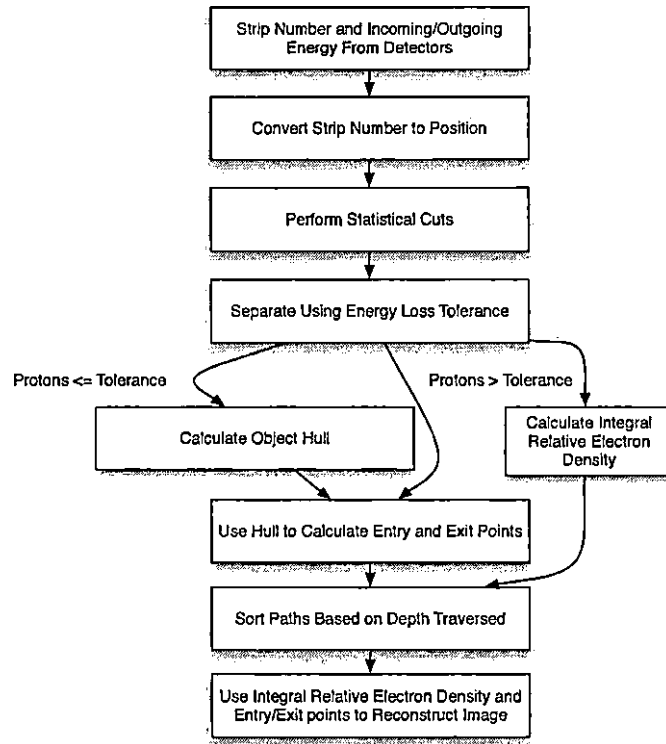 Strip Number and Incoming/Outgoing
Energy From Detectors
Convert Strip Number to Position
Perform Statistical Cuts
Separate Using Energy Loss Tolerance
Protons <= Tolerance
Protons > Tolerance
Calculate Object Hull
Calculate Integral
Relative Electron
Density
Use Hull to Calculate Entry and Exit Points
Sort Paths Based on Depth Traversed
Use Integral Relative Electron Density and
Entry/Exit points to Reconstruct Image